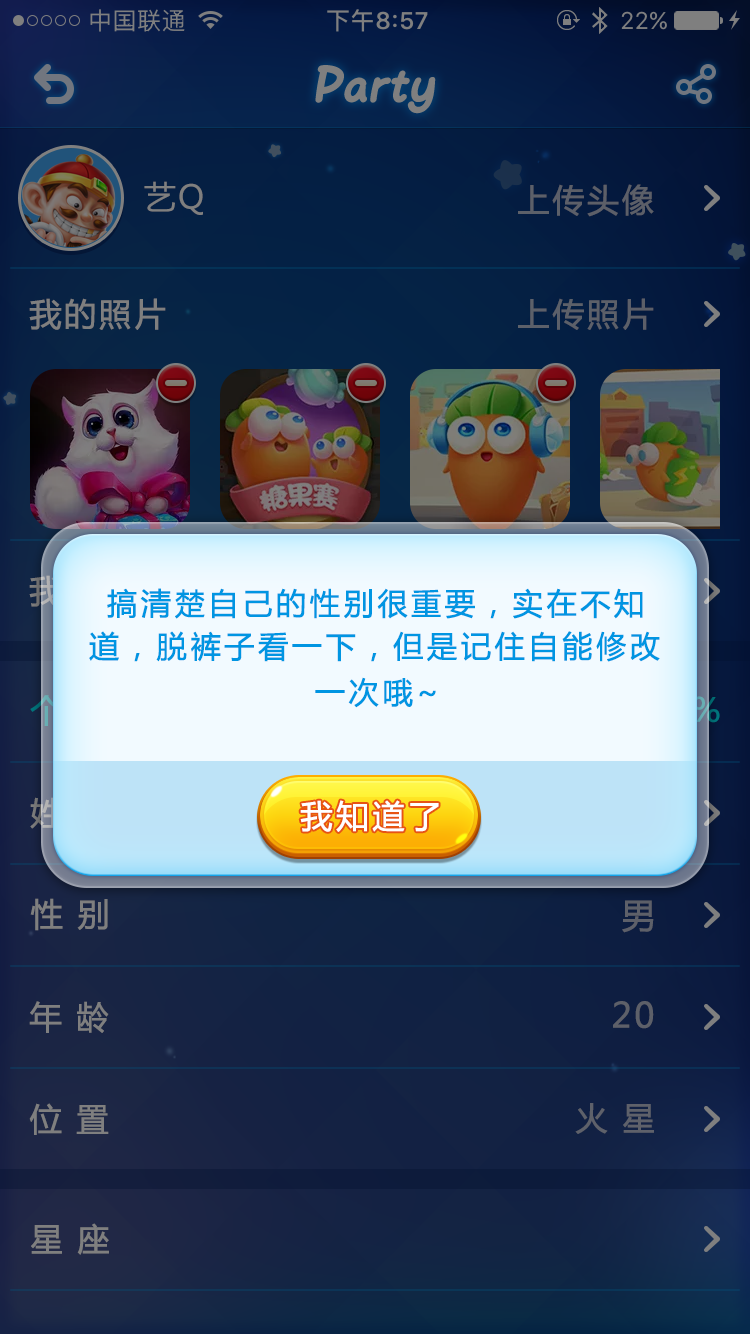 中国联通 下午8:57 22%
Party
艺Q 上传头像
我的照片 上传照片
糖果赛
搞清楚自己的性别很重要，实在不知
道，脱裤子看一下，但是记住自能修改
一次哦~
我知道了
性别 男
年龄 20
位置 火星
星座